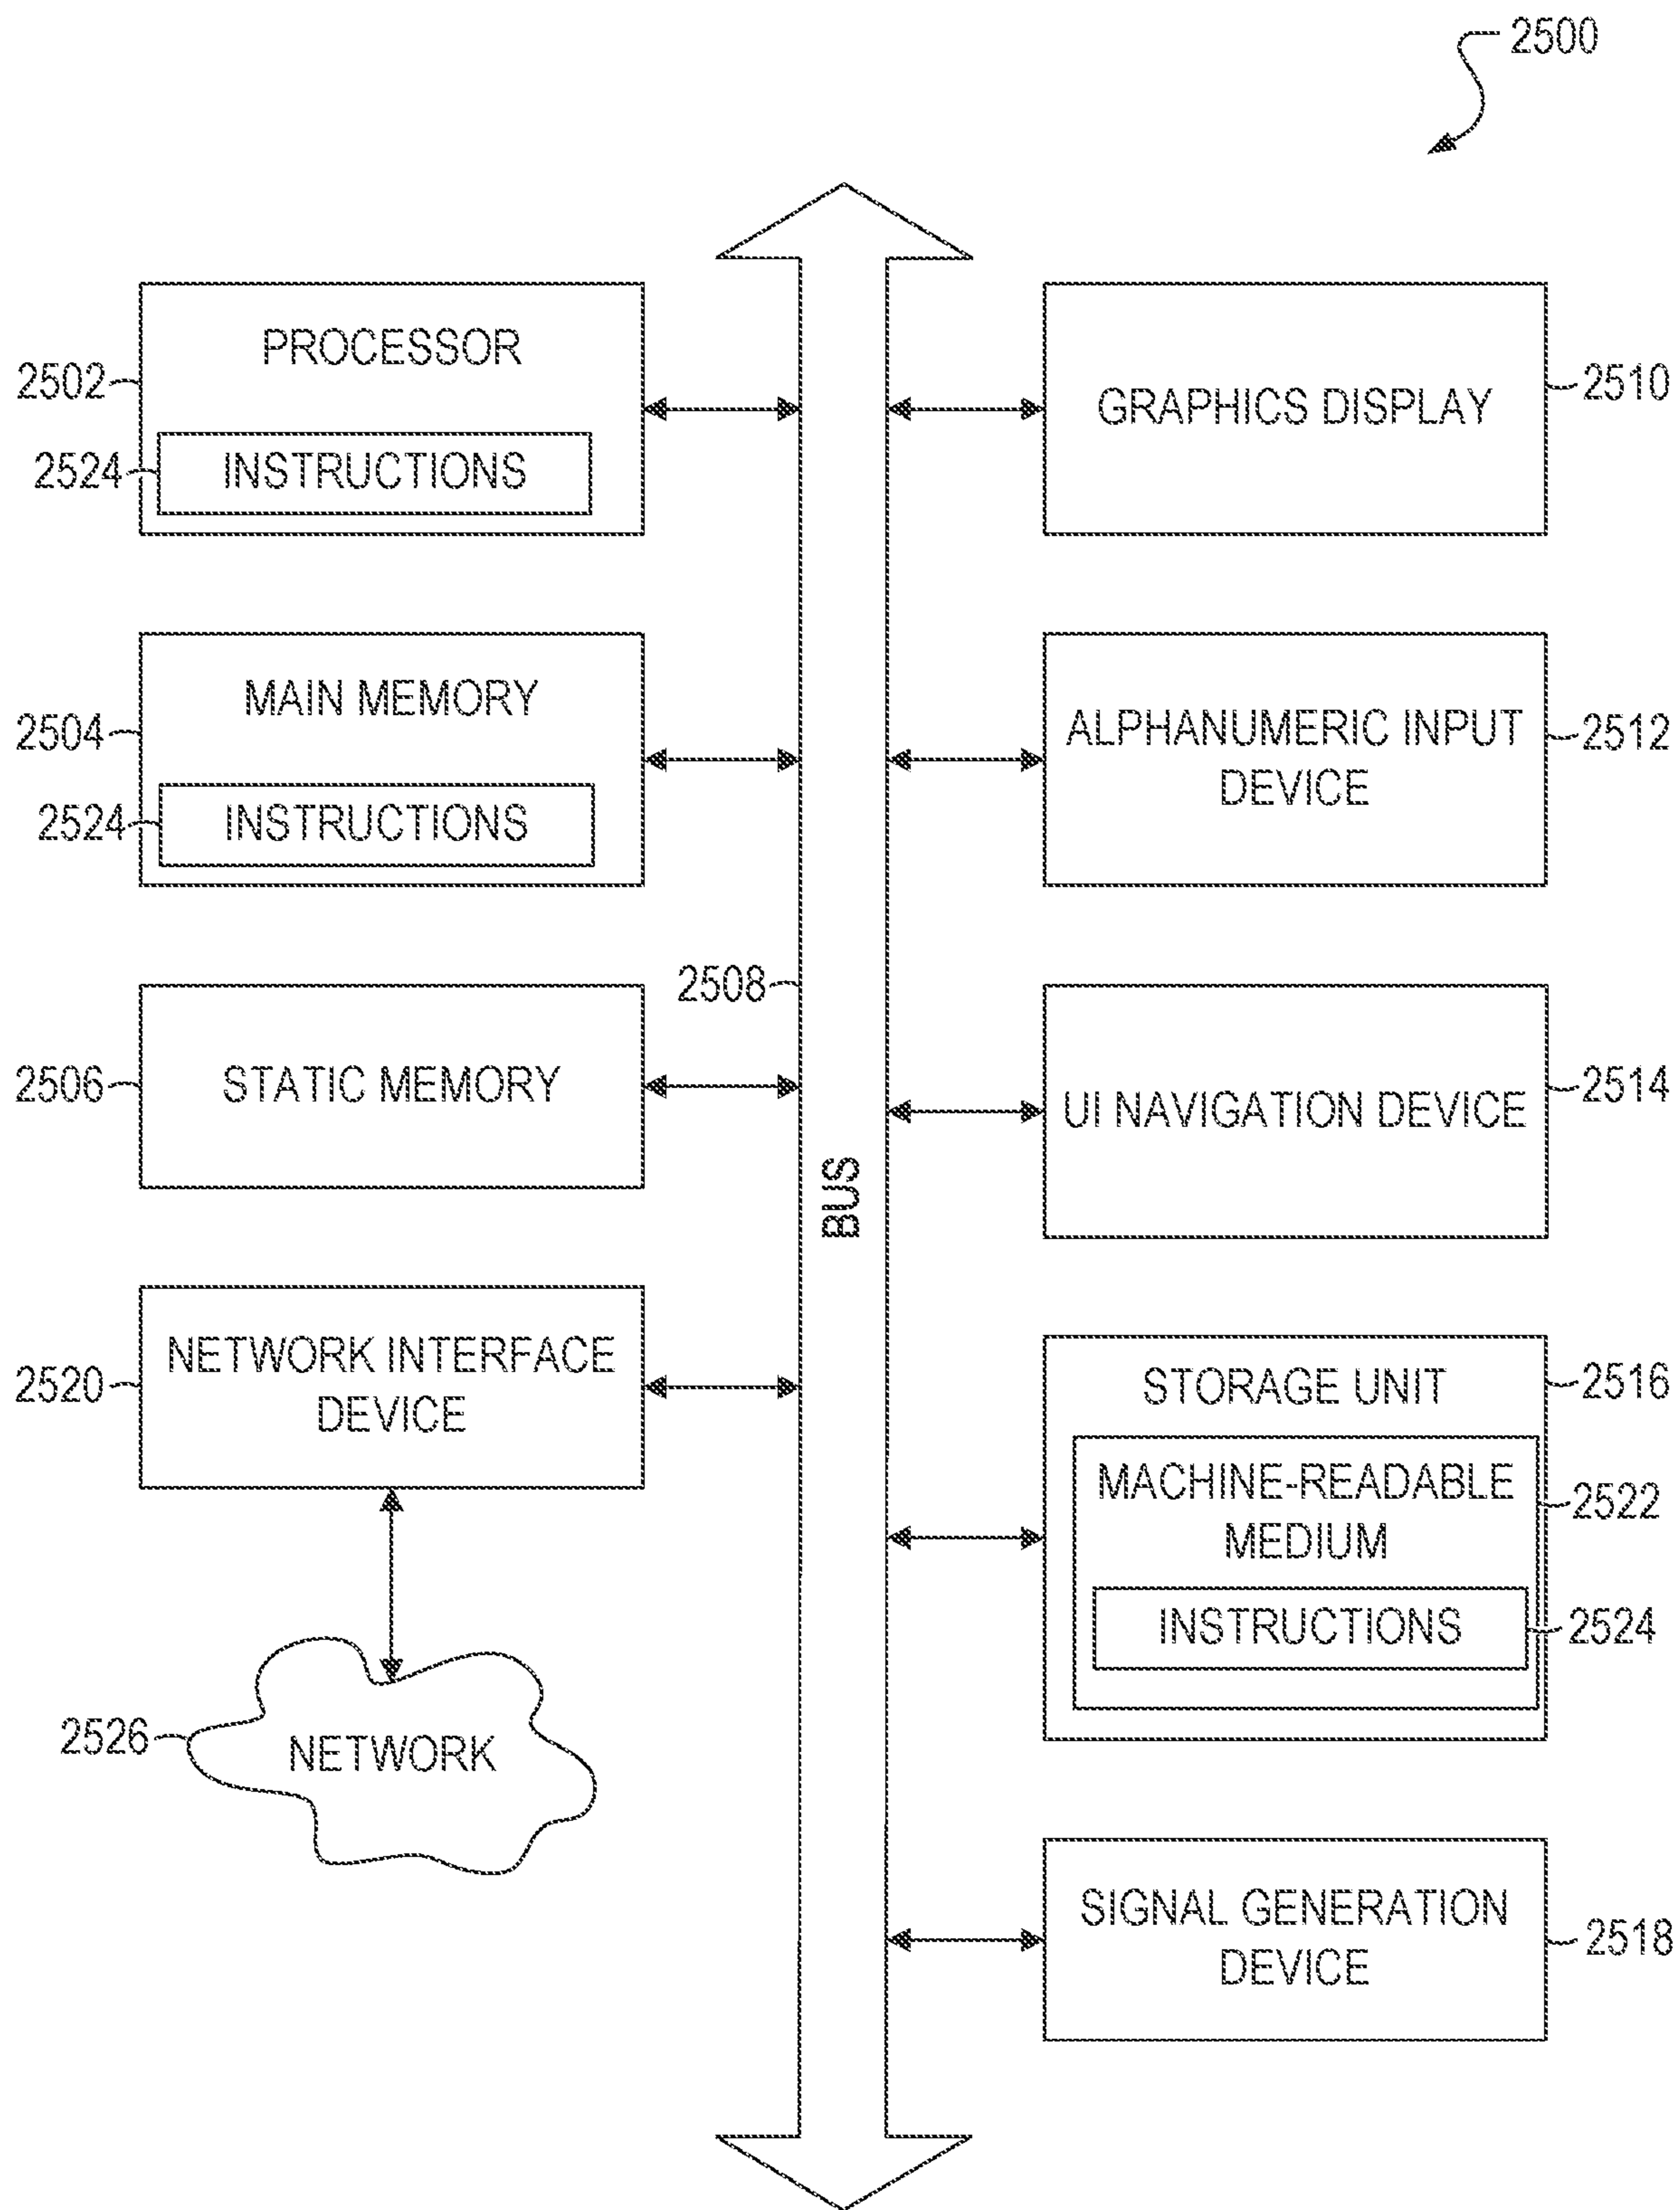 2500
PROCESSOR
2502
2524
INSTRUCTIONS
MAIN MEMORY
2504
2524
INSTRUCTIONS
2508
STATIC MEMORY
2506
BUS
NETWORK INTERFACE
DEVICE
2520
2526
NETWORK
GRAPHICS DISPLAY
2510
ALPHANUMERIC INPUT
DEVICE
2512
UI NAVIGATION DEVICE
2514
STORAGE UNIT
2516
MACHINE-READABLE
MEDIUM
2522
INSTRUCTIONS
2524
SIGNAL GENERATION
DEVICE
2518